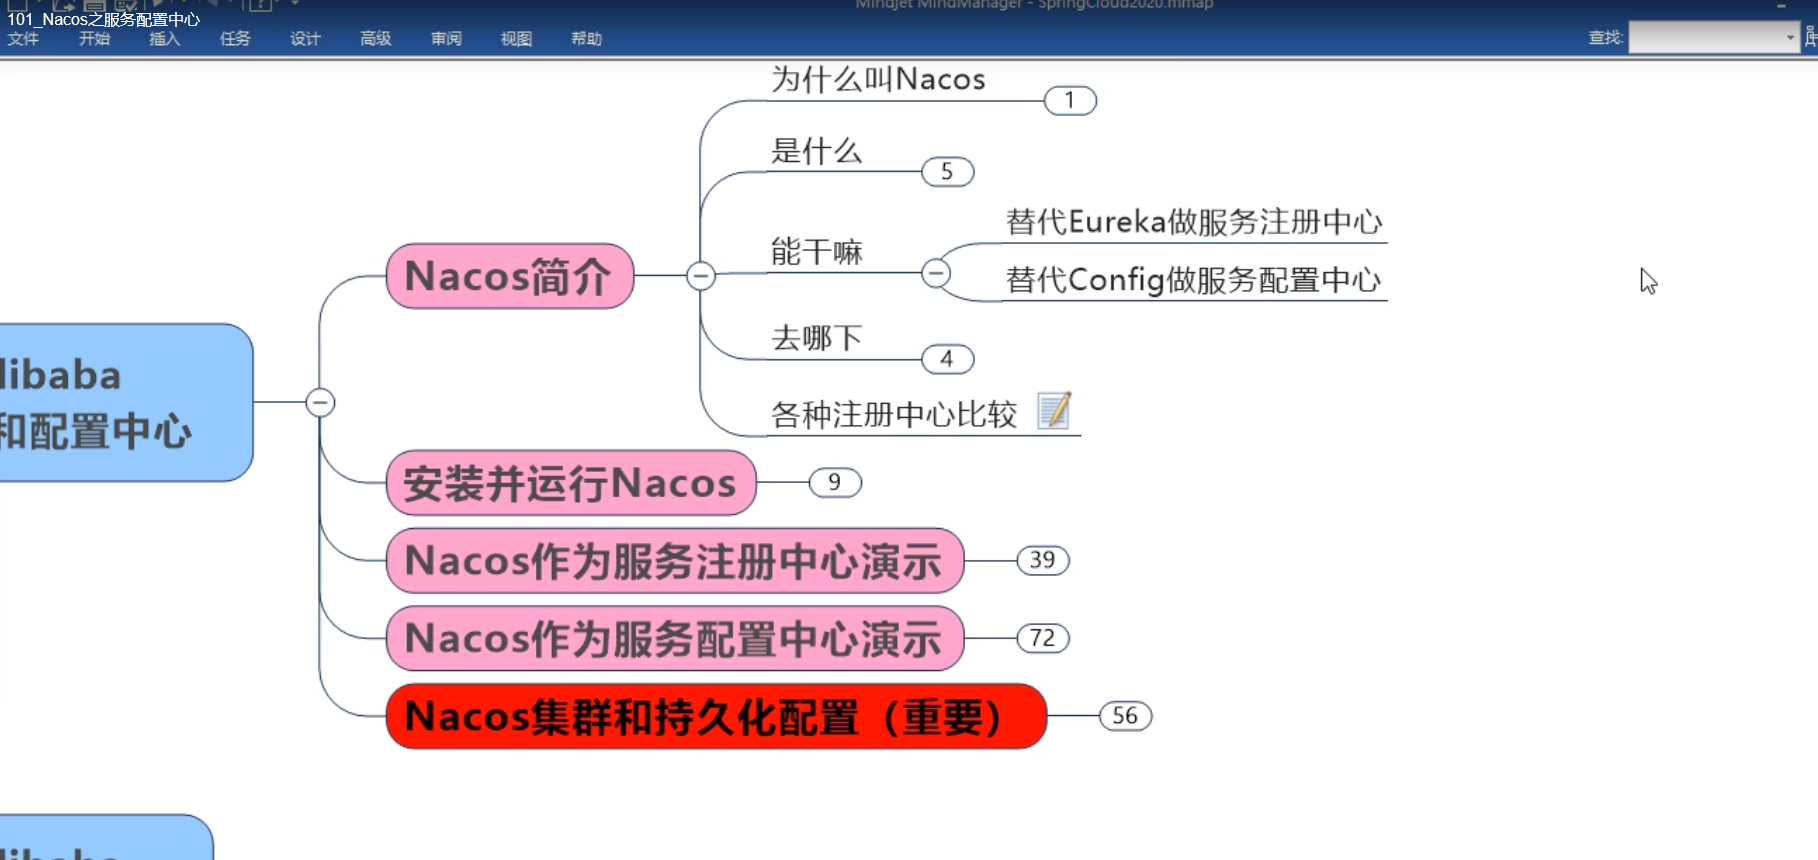 Mindjet MindManager - SpringCloud2020.mmap
101_Nacos之服务配置中心
文件 开始 插入 任务 设计 高级 审阅 视图 帮助 查找:
为什么叫Nacos 1
是什么 5
替代Eureka做服务注册中心
能干嘛
替代Config做服务配置中心
Nacos简介
去哪下 4
各种注册中心比较
libaba
和配置中心
安装并运行Nacos 9
Nacos作为服务注册中心演示 39
Nacos作为服务配置中心演示 72
Nacos集群和持久化配置（重要） 56